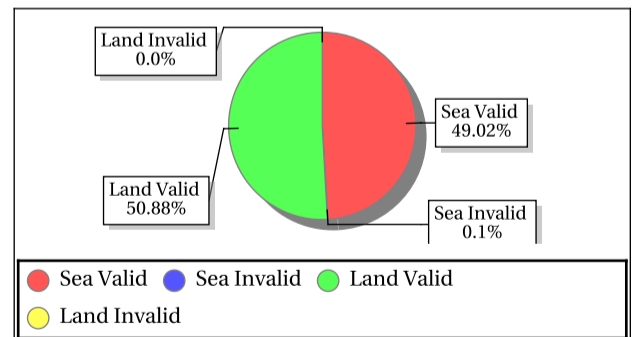 Land Invalid
0.0%
Sea Valid
49.02%
Land Valid
50.88%
Sea Invalid
0.1%
Sea Valid Sea Invalid Land Valid
Land Invalid